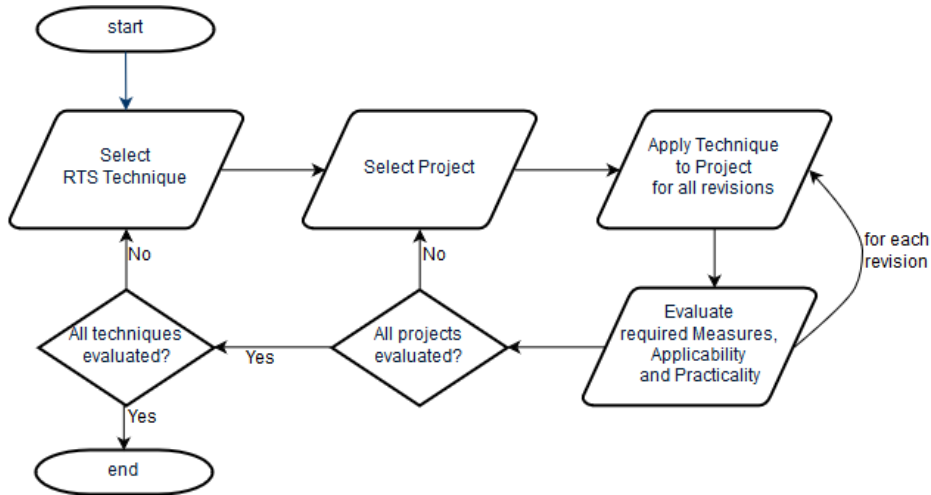 start
Select
RTS Technique
Select Project
Apply Technique
to Project
for all revisions
for each
revision
No
No
All techniques
evaluated?
Yes
All projects
evaluated?
Evaluate
required Measures,
Applicability
and Practicality
Yes
end